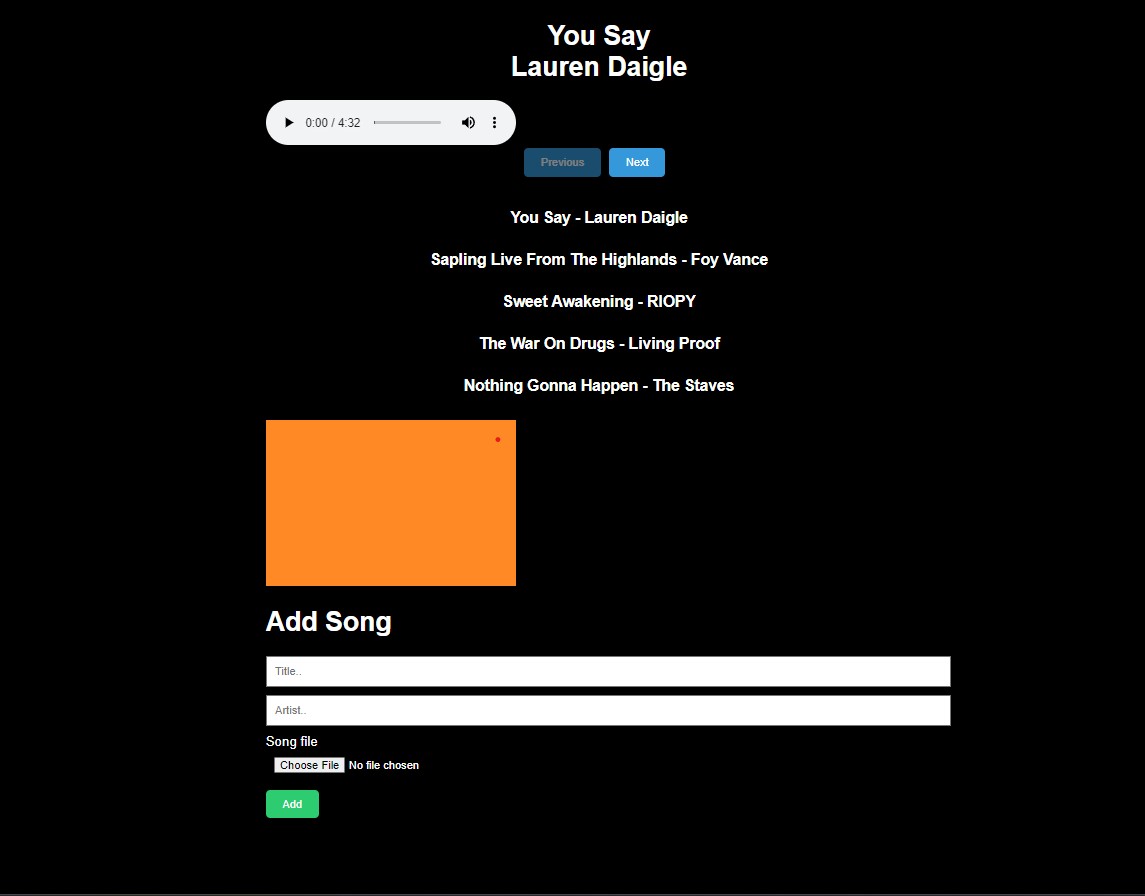 You Say
Lauren Daigle
0:00 / 4:32
Previous Next
You Say - Lauren Daigle
Sapling Live From The Highlands - Foy Vance
Sweet Awakening - RIOPY
The War On Drugs - Living Proof
Nothing Gonna Happen - The Staves
Add Song
Title..
Artist..
Song file
Choose File No file chosen
Add